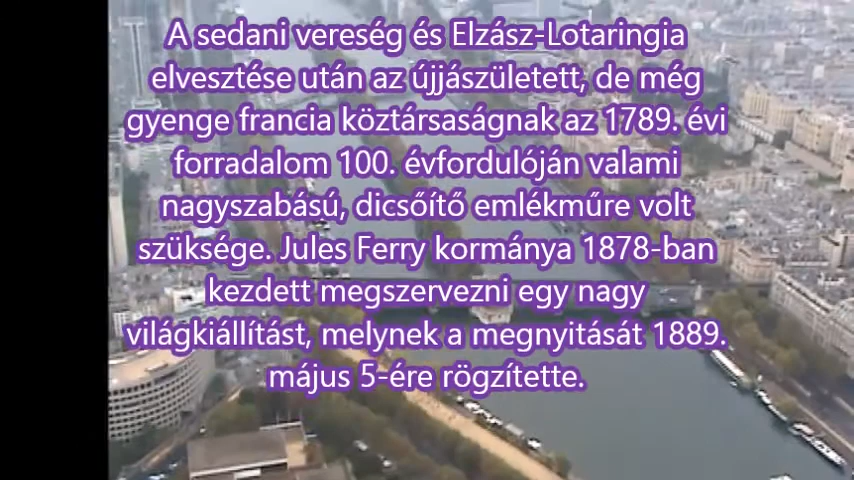 A sedani vereség és Elzász-Lotaringia
elvesztése után az újjászületett, de még
gyenge francia köztársaságnak az 1789. évi
forradalom 100. évfordulóján valami
nagyszabású, dicsőítő emlékműre volt
szüksége. Jules Ferry kormánya 1878-ban
kezdett megszervezni egy nagy
világkiállítást, melynek a megnyitását 1889.
május 5-ére rögzítette.